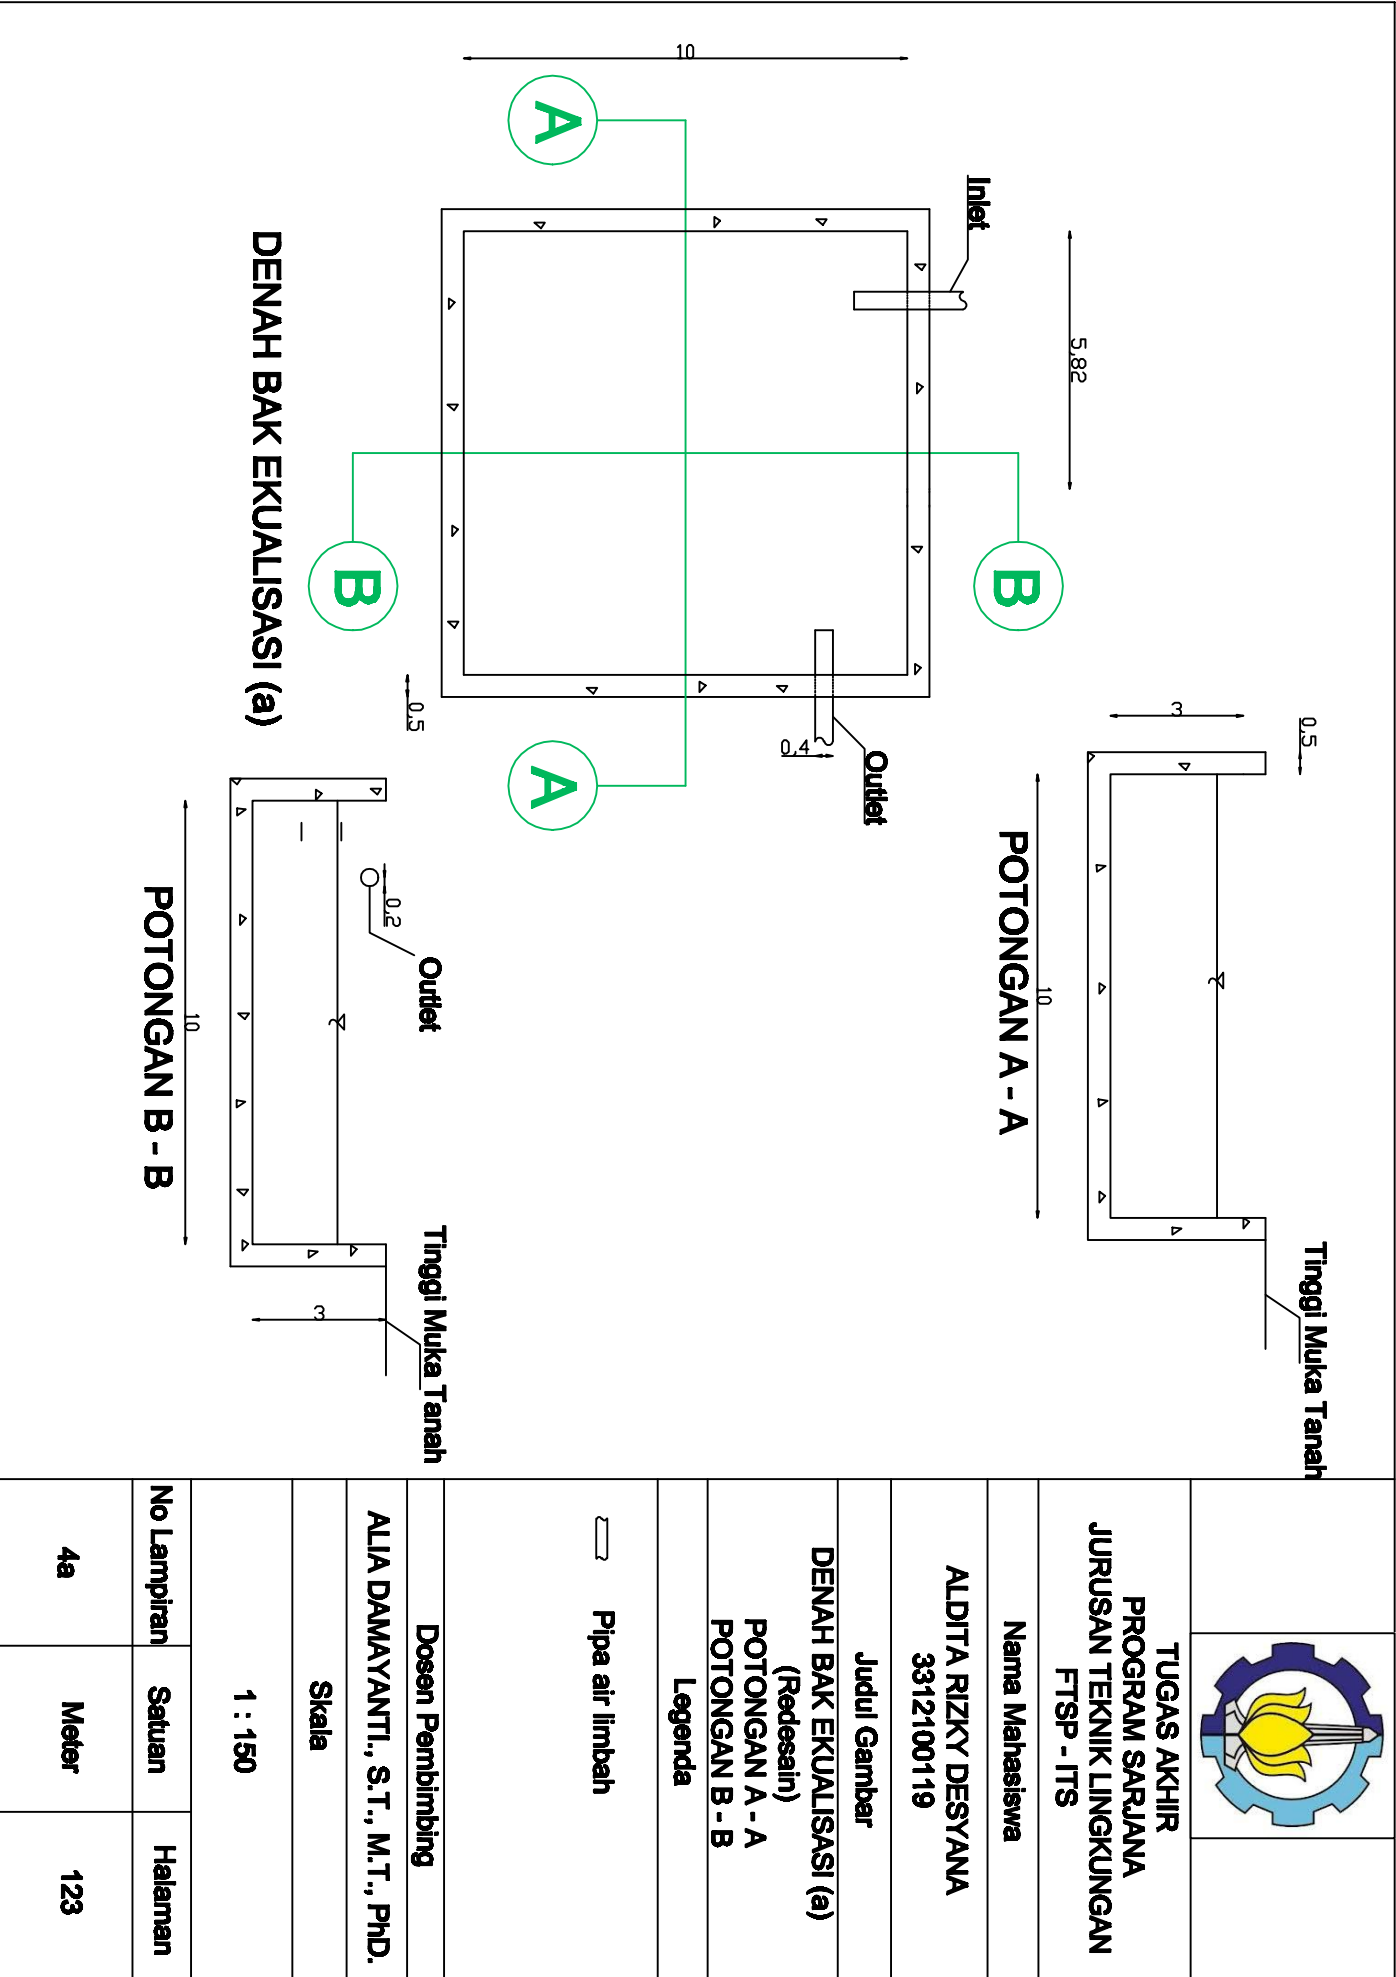 10
A
A
B
B
Inlet
5,82
Outlet
0,4
0,5
DENAH BAK EKUALISASI (a)
0,5
3
10
Tinggi Muka Tanah
POTONGAN A - A
0,2
Outlet
10
3
Tinggi Muka Tanah
POTONGAN B - B
TUGAS AKHIR
PROGRAM SARJANA
JURUSAN TEKNIK LINGKUNGAN
FTSP - ITS
Nama Mahasiswa
ALDITA RIZKY DESYANA
3312100119
Judul Gambar
DENAH BAK EKUALISASI (a)
(Redesain)
POTONGAN A - A
POTONGAN B - B
Legenda
Pipa air limbah
Dosen Pembimbing
ALIA DAMAYANTI., S.T., M.T., PhD.
Skala
1 : 150
No Lampiran Satuan Halaman
4a Meter 123